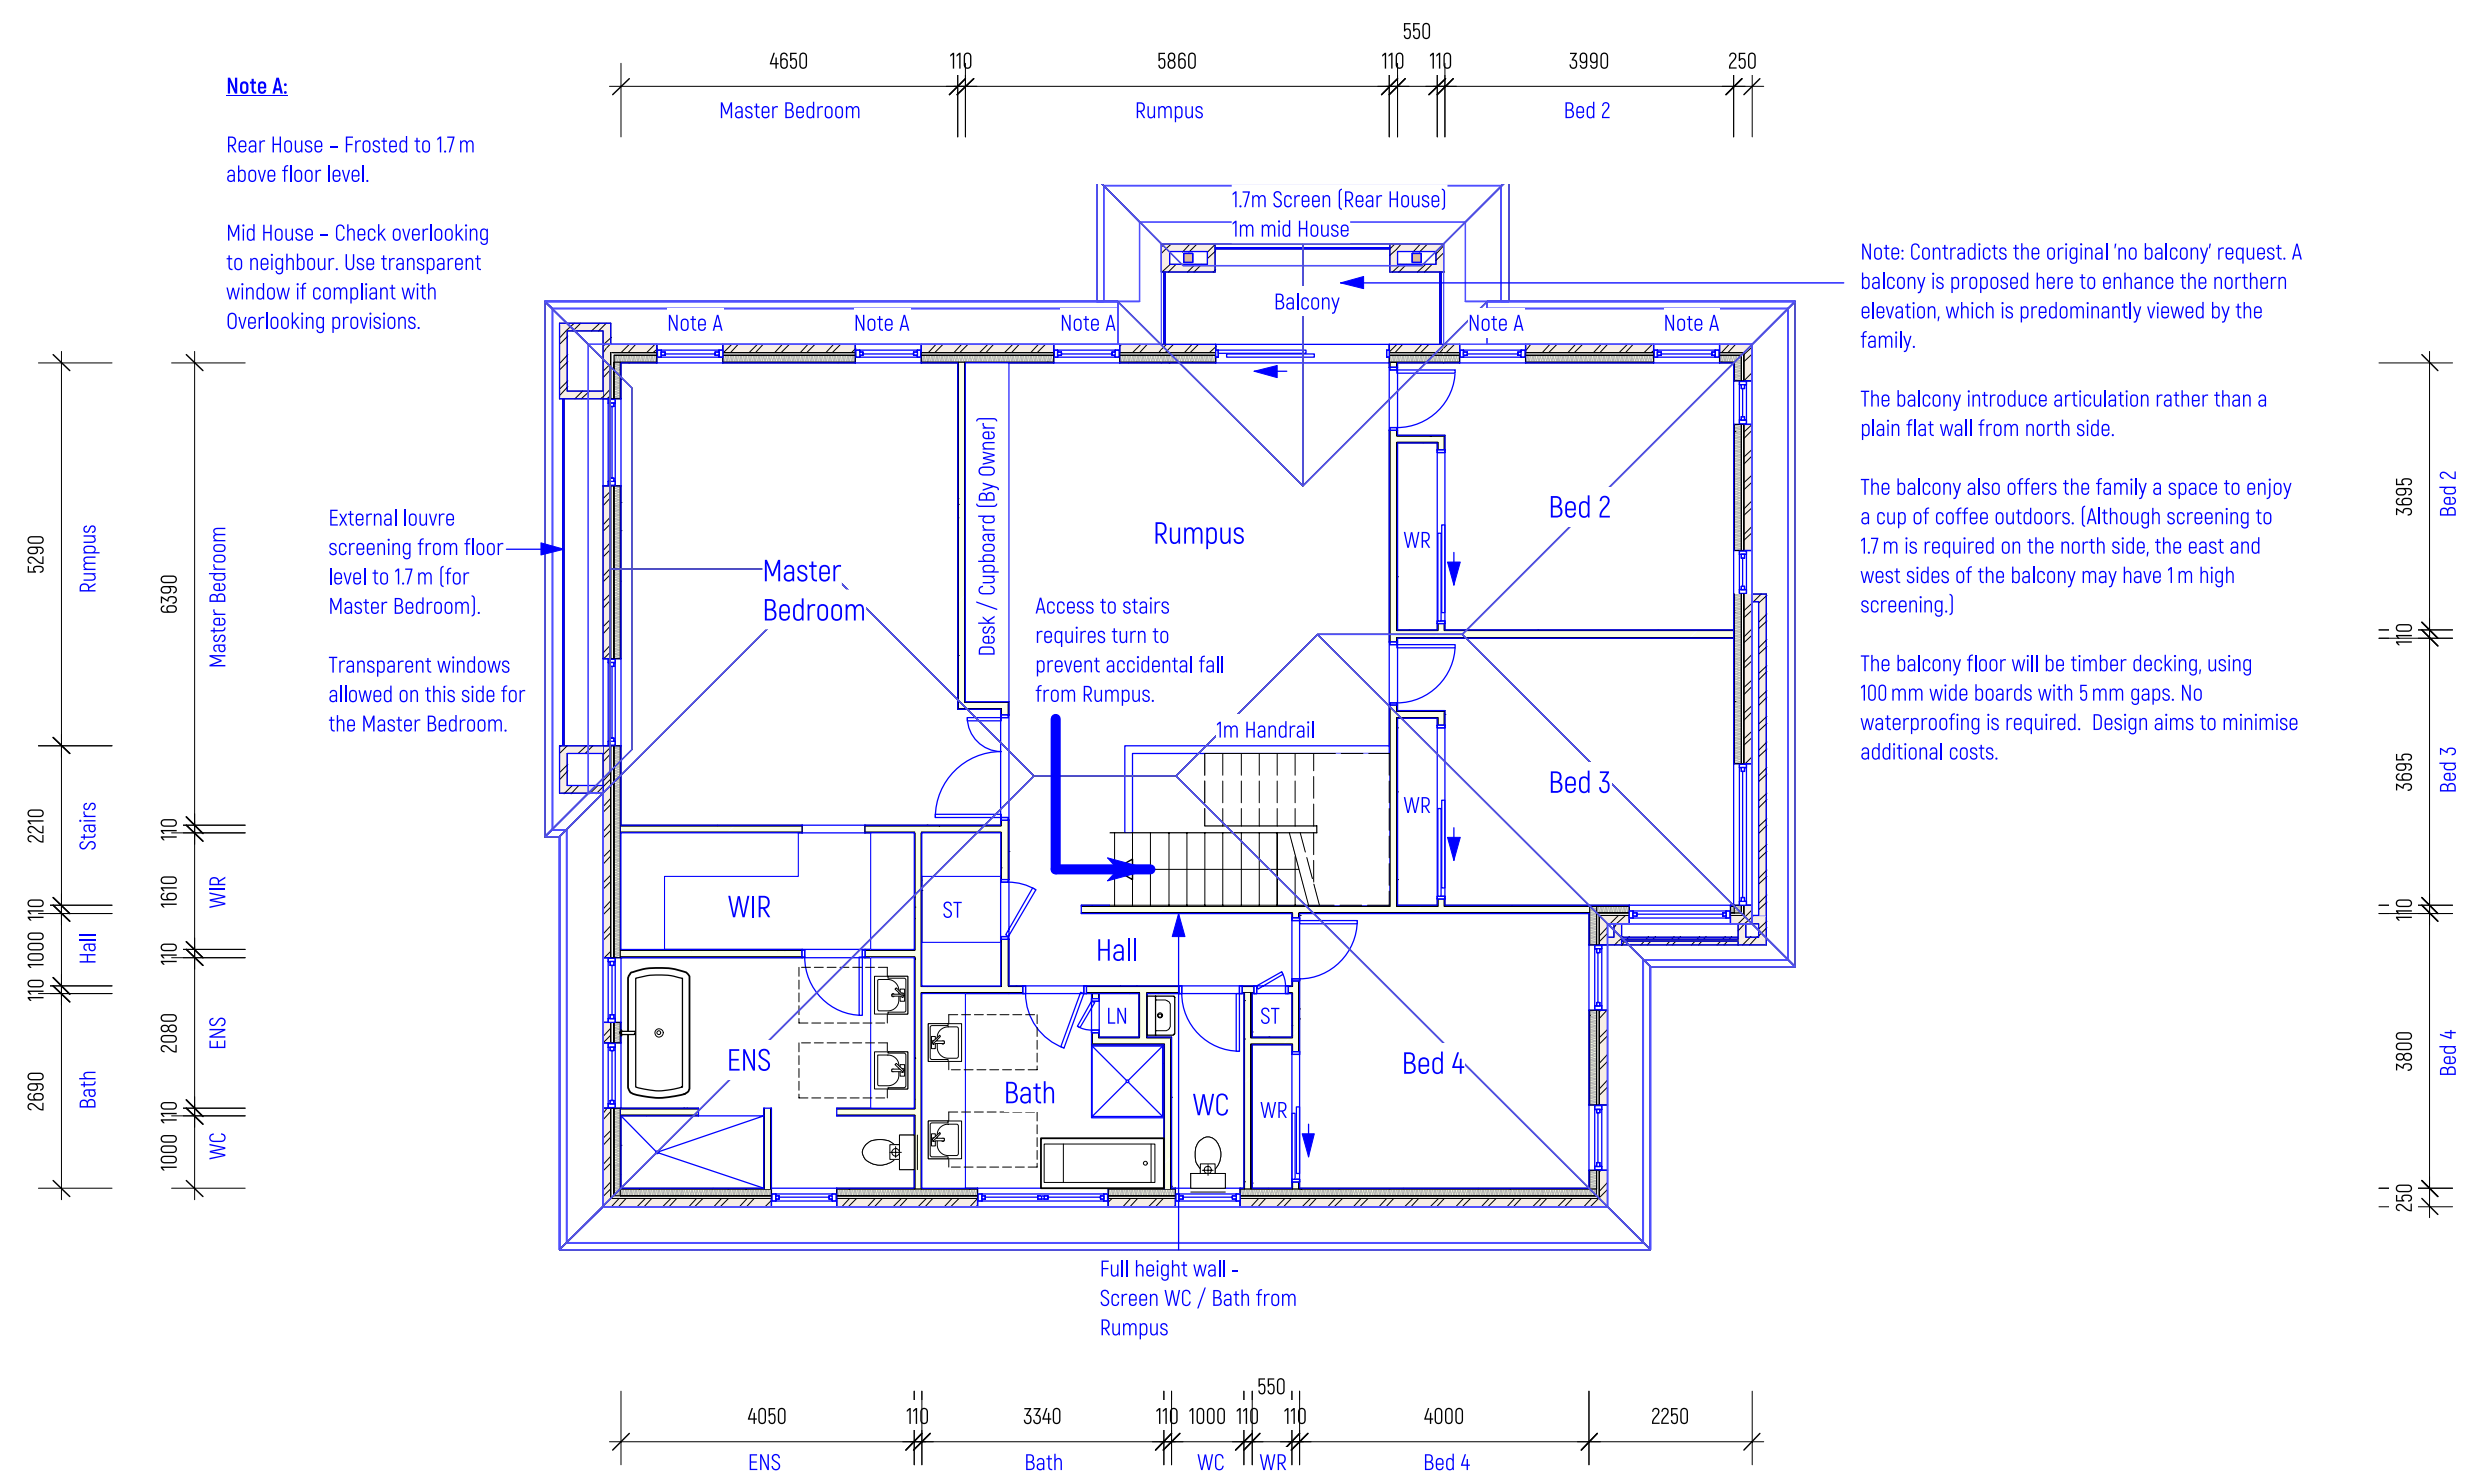 550
4650
110
5860
110
110
3990
250
Master Bedroom
Rumpus
Bed 2
Note A:
Rear House – Frosted to 1.7 m
above floor level.
Mid House – Check overlooking
to neighbour. Use transparent
window if compliant with
Overlooking provisions.
1.7m Screen (Rear House)
1m mid House
Balcony
Note A
Note A
Note A
Note A
Note A
Note: Contradicts the original 'no balcony' request. A
balcony is proposed here to enhance the northern
elevation, which is predominantly viewed by the
family.
The balcony introduce articulation rather than a
plain flat wall from north side.
The balcony also offers the family a space to enjoy
a cup of coffee outdoors. (Although screening to
1.7 m is required on the north side, the east and
west sides of the balcony may have 1 m high
screening.)
The balcony floor will be timber decking, using
100 mm wide boards with 5 mm gaps. No
waterproofing is required. Design aims to minimise
additional costs.
External louvre
screening from floor
level to 1.7 m (for
Master Bedroom).
Transparent windows
allowed on this side for
the Master Bedroom.
Master
Bedroom
Desk / Cupboard (By Owner)
Rumpus
Access to stairs
requires turn to
prevent accidental fall
from Rumpus.
1m Handrail
WR
Bed 2
WR
Bed 3
WIR
ST
Hall
ENS
Bath
LN
WC
ST
WR
Bed 4
Full height wall -
Screen WC / Bath from
Rumpus
5290
Rumpus
2210
Stairs
110
1000
Hall
110
2690
Bath
6390
Master Bedroom
110
1610
WIR
110
2080
ENS
110
1000
WC
3695
Bed 2
110
3695
Bed 3
110
3800
Bed 4
250
550
4050
110
3340
110
1000
110
110
4000
2250
ENS
Bath
WC
WR
Bed 4